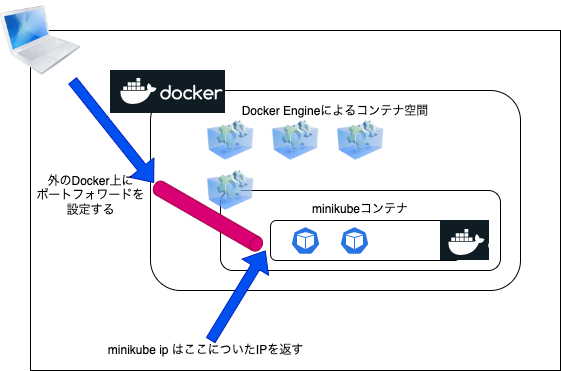 docker
Docker Engineによるコンテナ空間
外のDocker上に
ポートフォワードを
設定する
minikubeコンテナ
minikube ip はここについたIPを返す